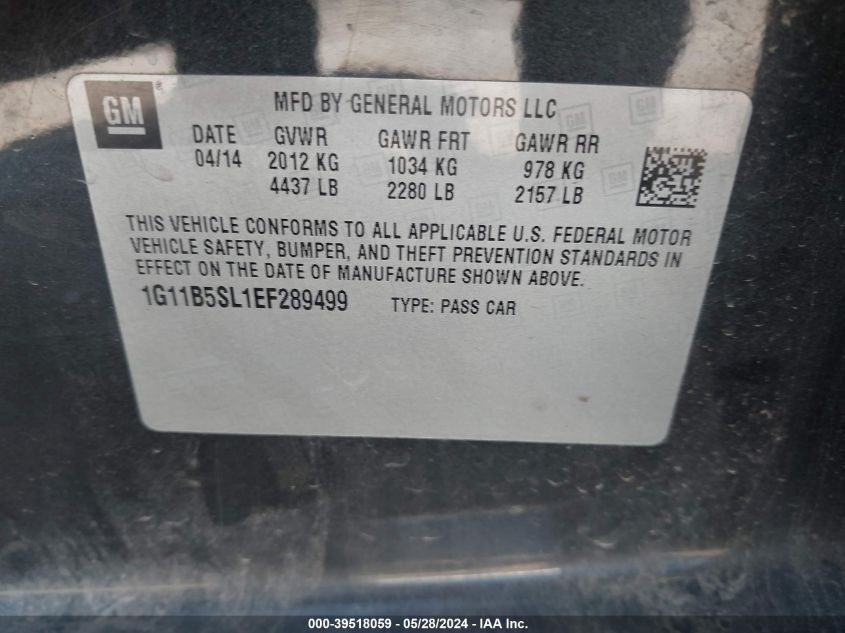 GM
MFD BY GENERAL MOTORS LLC
DATE GVWR GAWR FRT GAWR RR
04/14 2012 KG 1034 KG 978 KG
4437 LB 2280 LB 2157 LB
THIS VEHICLE CONFORMS TO ALL APPLICABLE U.S. FEDERAL MOTOR
VEHICLE SAFETY, BUMPER, AND THEFT PREVENTION STANDARDS IN
EFFECT ON THE DATE OF MANUFACTURE SHOWN ABOVE.
1G11B5SL1EF289499 TYPE: PASS CAR
000-39518059 - 05/28/2024 - IAA Inc.